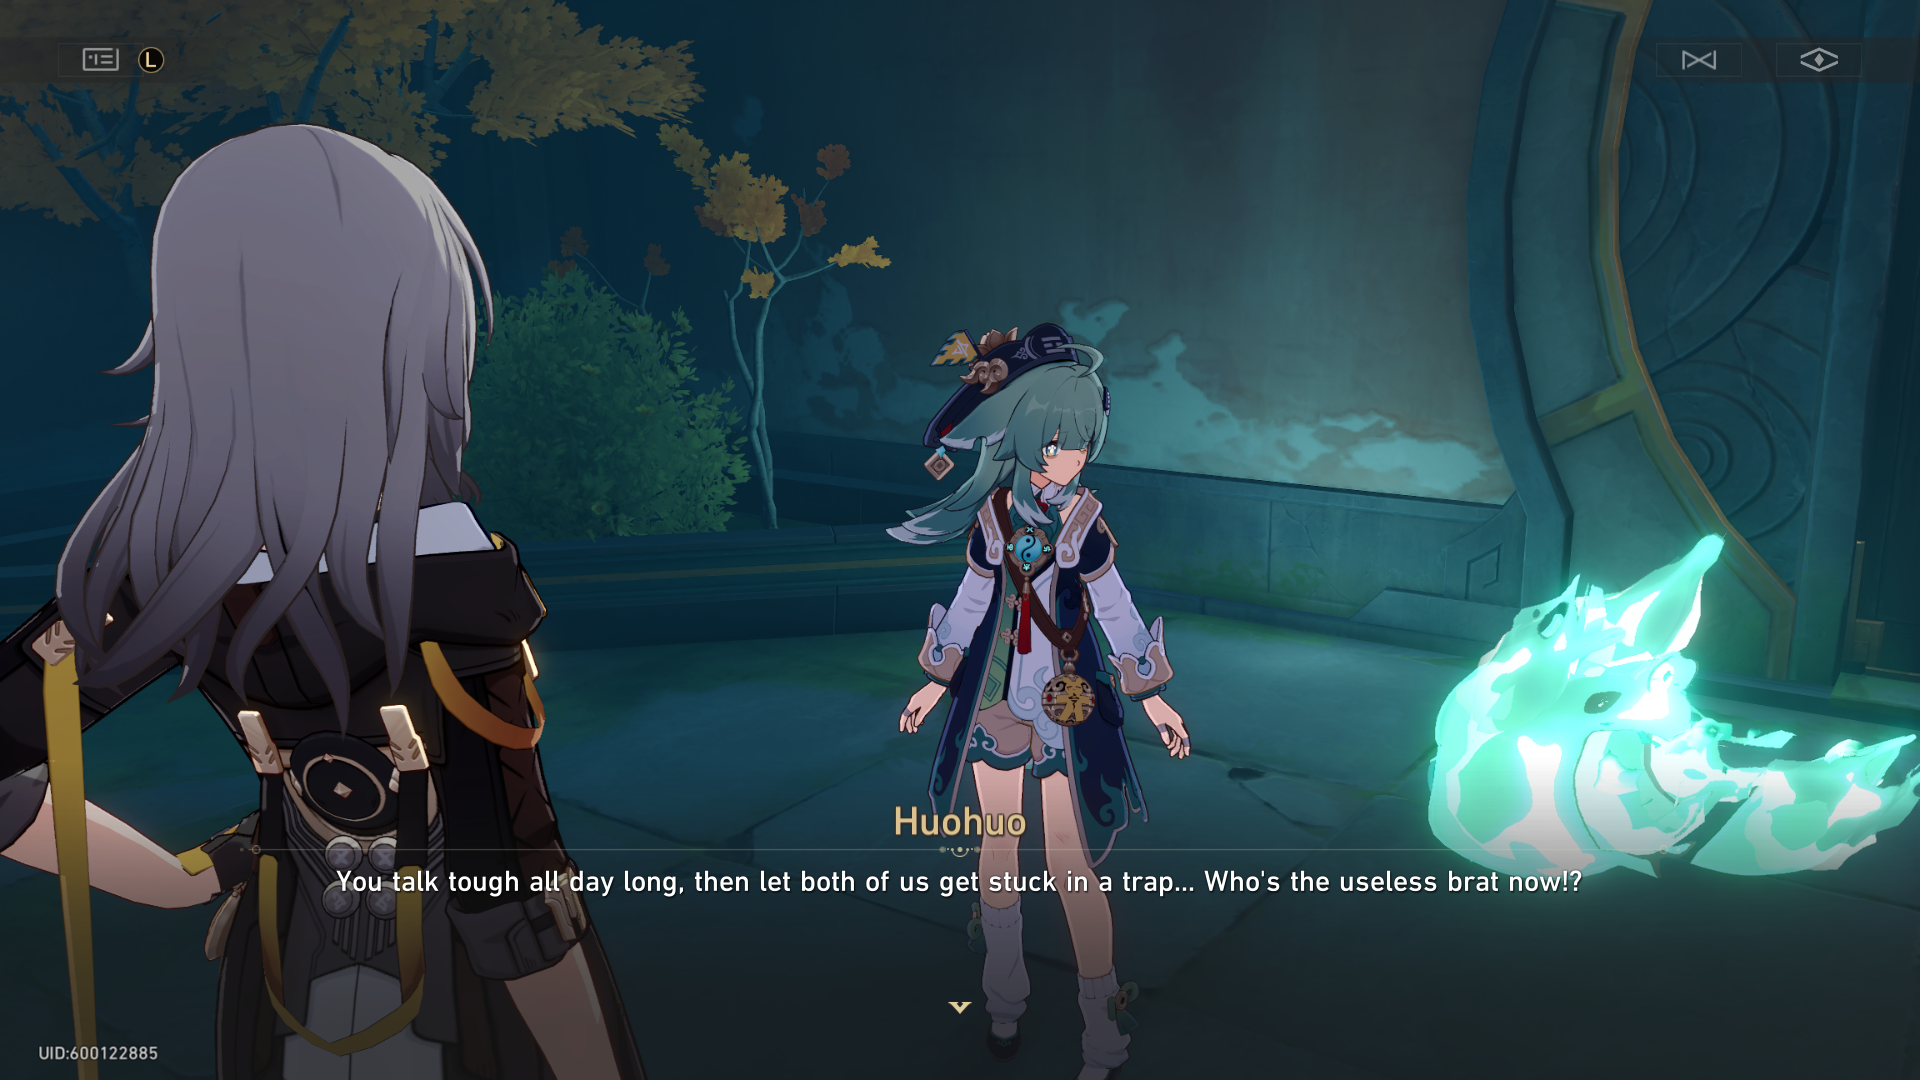 L
Huohuo
You talk tough all day long, then let both of us get stuck in a trap... Who's the useless brat now!?
UID:600122885